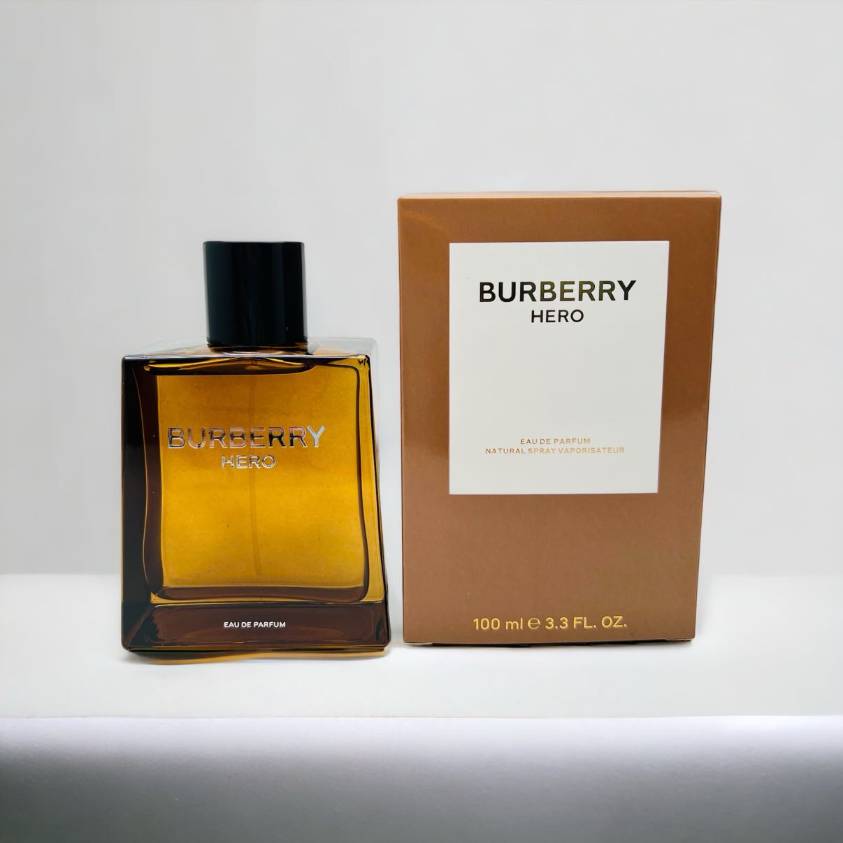 BURBERRY
HERO
EAU DE PARFUM
BURBERRY
HERO
EAU DE PARFUM
NATURAL SPRAY VAPORISATEUR
100 ml ℮ 3.3 FL. OZ.